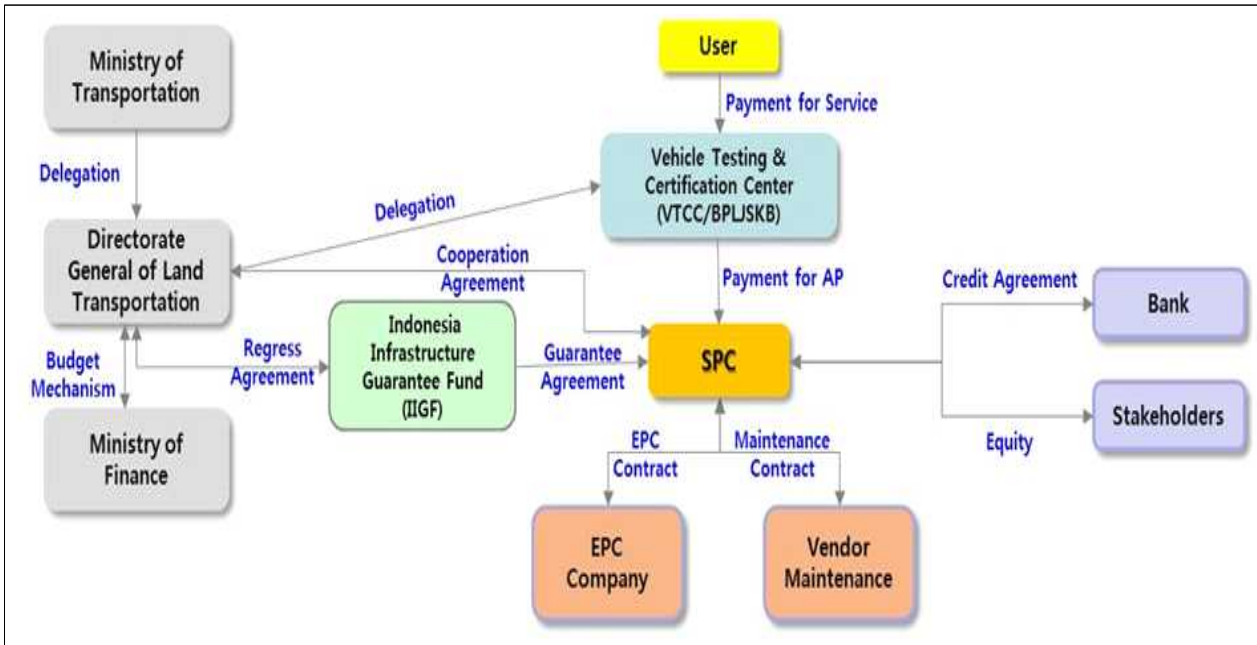 Ministry of
Transportation
User
Payment for Service
Delegation
Vehicle Testing &
Certification Center
(VTCC/BPLJSKB)
Delegation
Directorate
General of Land
Transportation
Cooperation
Agreement
Payment for AP
Credit Agreement
Bank
Budget
Mechanism
Regress
Agreement
Indonesia
Infrastructure
Guarantee Fund
(IIGF)
Guarantee
Agreement
SPC
Stakeholders
Equity
Ministry of
Finance
EPC
Contract
Maintenance
Contract
EPC
Company
Vendor
Maintenance